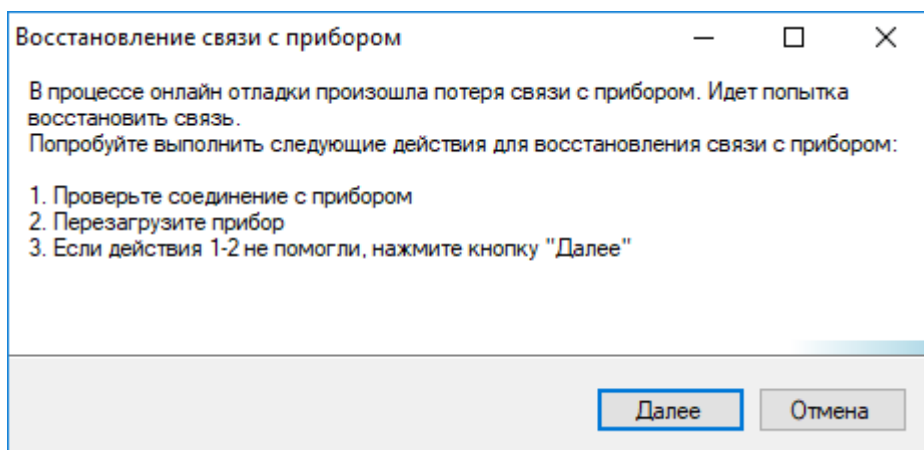 Восстановление связи с прибором
В процессе онлайн отладки произошла потеря связи с прибором. Идет попытка
восстановить связь.
Попробуйте выполнить следующие действия для восстановления связи с прибором:
1. Проверьте соединение с прибором
2. Перезагрузите прибор
3. Если действия 1-2 не помогли, нажмите кнопку "Далее"
Далее
Отмена